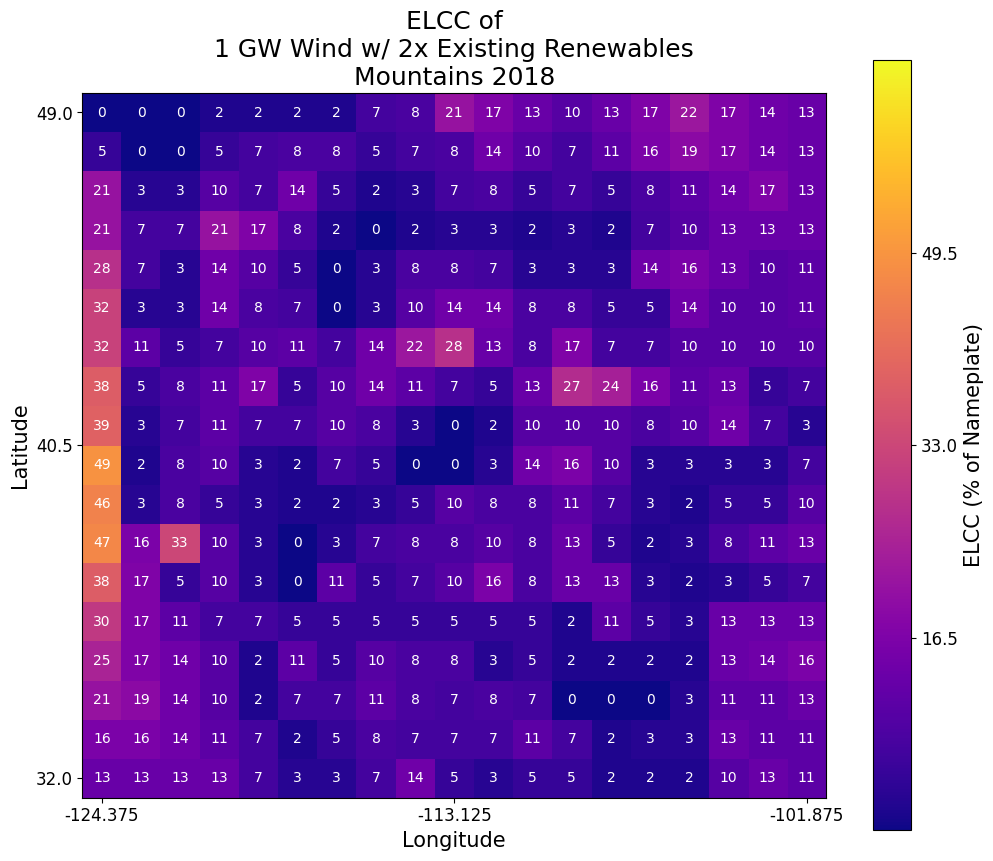 ELCC of
1 GW Wind w/ 2x Existing Renewables
Mountains 2018
49.0 0 0 0 2 2 2 2 7 8 21 17 13 10 13 17 22 17 14 13
5 0 0 5 7 8 8 5 7 8 14 10 7 11 16 19 17 14 13
21 3 3 10 7 14 5 2 3 7 8 5 7 5 8 11 14 17 13
21 7 7 21 17 8 2 0 2 3 3 2 3 2 7 10 13 13 13
28 7 3 14 10 5 0 3 8 8 7 3 3 3 14 16 13 10 11
49.5
32 3 3 14 8 7 0 3 10 14 14 8 8 5 5 14 10 10 11
32 11 5 7 10 11 7 14 22 28 13 8 17 7 7 10 10 10 10
38 5 8 11 17 5 10 14 11 7 5 13 27 24 16 11 13 5 7
39 3 7 11 7 7 10 8 3 0 2 10 10 10 8 10 14 7 3
40.5
33.0
49 2 8 10 3 2 7 5 0 0 3 14 16 10 3 3 3 3 7
46 3 8 5 3 2 2 3 5 10 8 8 11 7 3 2 5 5 10
47 16 33 10 3 0 3 7 8 8 10 8 13 5 2 3 8 11 13
38 17 5 10 3 0 11 5 7 10 16 8 13 13 3 2 3 5 7
30 17 11 7 7 5 5 5 5 5 5 5 2 11 5 3 13 13 13
16.5
25 17 14 10 2 11 5 10 8 8 3 5 2 2 2 2 13 14 16
21 19 14 10 2 7 7 11 8 7 8 7 0 0 0 3 11 11 13
16 16 14 11 7 2 5 8 7 7 7 11 7 2 3 3 13 11 11
32.0 13 13 13 13 7 3 3 7 14 5 3 5 5 2 2 2 10 13 11
-124.375 -113.125 -101.875
Longitude
Latitude
ELCC (% of Nameplate)